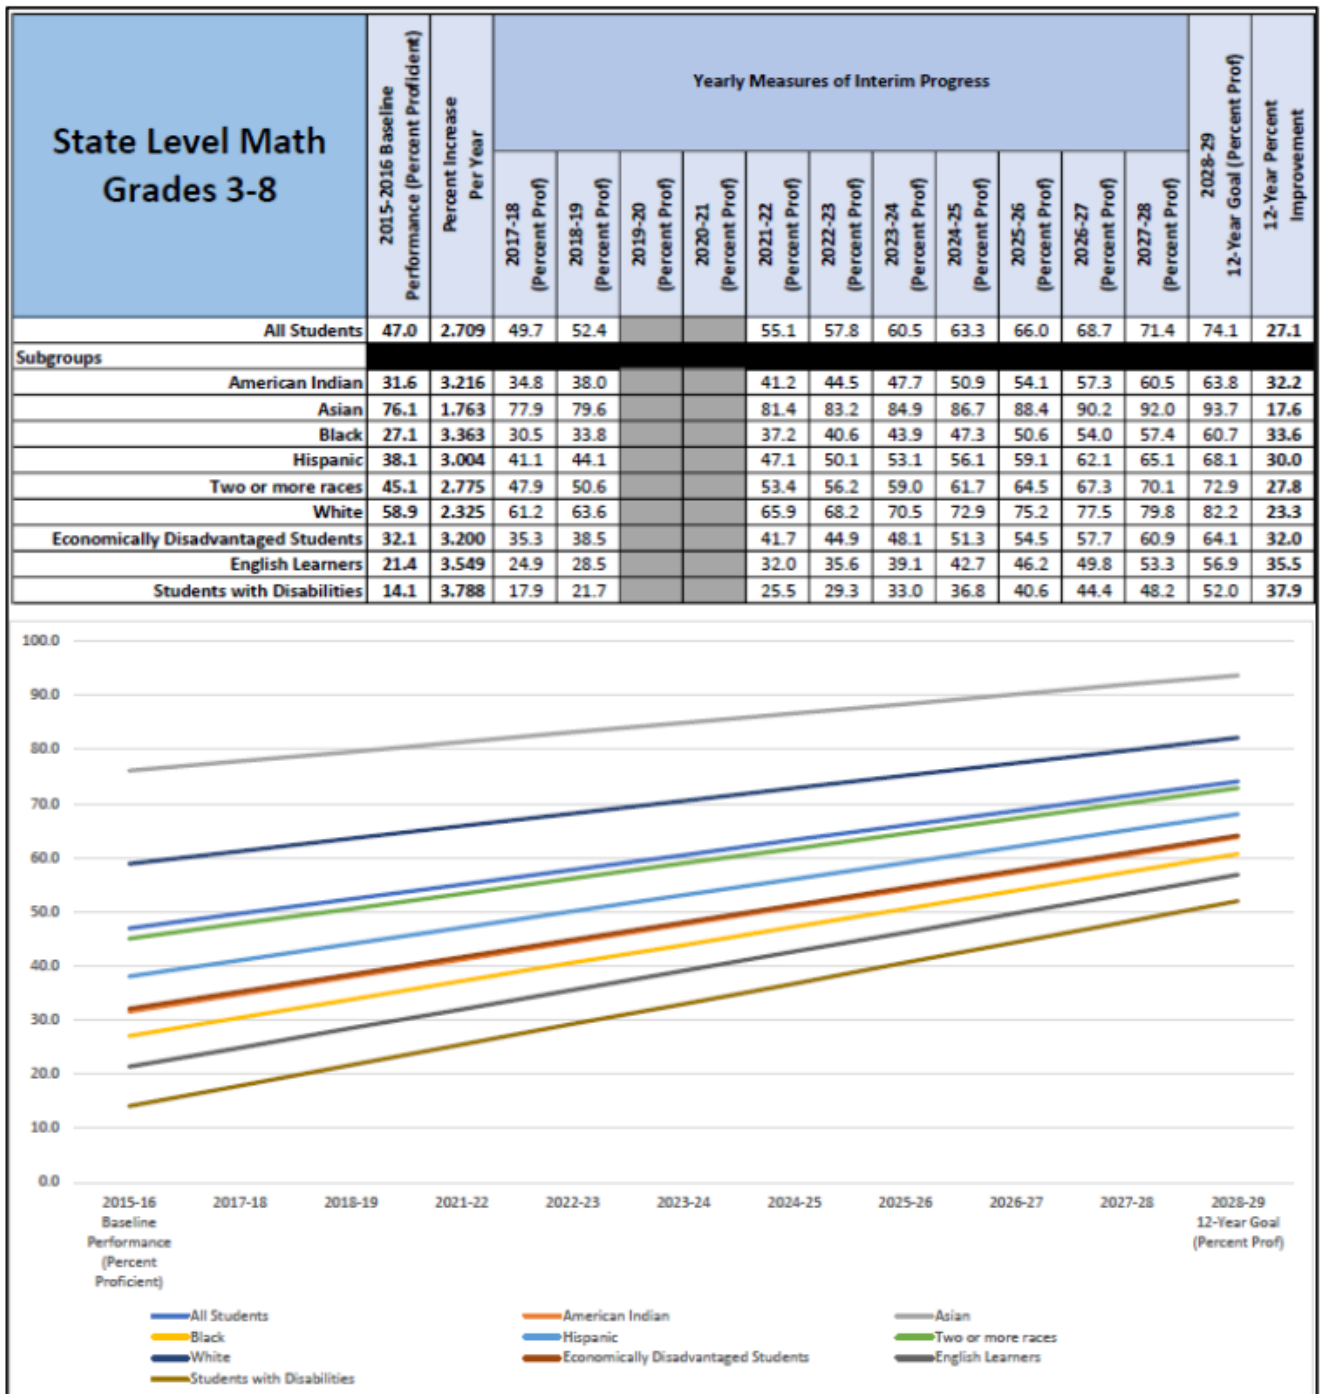 State Level Math
Grades 3-8
2015-2016 Baseline
Performance (Percent Proficient)
Percent Increase
Per Year
Yearly Measures of Interim Progress
2017-18
(Percent Prof)
2018-19
(Percent Prof)
2019-20
(Percent Prof)
2020-21
(Percent Prof)
2021-22
(Percent Prof)
2022-23
(Percent Prof)
2023-24
(Percent Prof)
2024-25
(Percent Prof)
2025-26
(Percent Prof)
2026-27
(Percent Prof)
2027-28
(Percent Prof)
2028-29
12-Year Goal (Percent Prof)
12-Year Percent
Improvement
All Students 47.0 2.709 49.7 52.4 55.1 57.8 60.5 63.3 66.0 68.7 71.4 74.1 27.1
Subgroups
American Indian 31.6 3.216 34.8 38.0 41.2 44.5 47.7 50.9 54.1 57.3 60.5 63.8 32.2
Asian 76.1 1.763 77.9 79.6 81.4 83.2 84.9 86.7 88.4 90.2 92.0 93.7 17.6
Black 27.1 3.363 30.5 33.8 37.2 40.6 43.9 47.3 50.6 54.0 57.4 60.7 33.6
Hispanic 38.1 3.004 41.1 44.1 47.1 50.1 53.1 56.1 59.1 62.1 65.1 68.1 30.0
Two or more races 45.1 2.775 47.9 50.6 53.4 56.2 59.0 61.7 64.5 67.3 70.1 72.9 27.8
White 58.9 2.325 61.2 63.6 65.9 68.2 70.5 72.9 75.2 77.5 79.8 82.2 23.3
Economically Disadvantaged Students 32.1 3.200 35.3 38.5 41.7 44.9 48.1 51.3 54.5 57.7 60.9 64.1 32.0
English Learners 21.4 3.549 24.9 28.5 32.0 35.6 39.1 42.7 46.2 49.8 53.3 56.9 35.5
Students with Disabilities 14.1 3.788 17.9 21.7 25.5 29.3 33.0 36.8 40.6 44.4 48.2 52.0 37.9
100.0
90.0
80.0
70.0
60.0
50.0
40.0
30.0
20.0
10.0
0.0
2015-16 2017-18 2018-19 2021-22 2022-23 2023-24 2024-25 2025-26 2026-27 2027-28 2028-29
Baseline 12-Year Goal
Performance (Percent Prof)
(Percent
Proficient)
All Students American Indian Asian
Black Hispanic Two or more races
White Economically Disadvantaged Students English Learners
Students with Disabilities